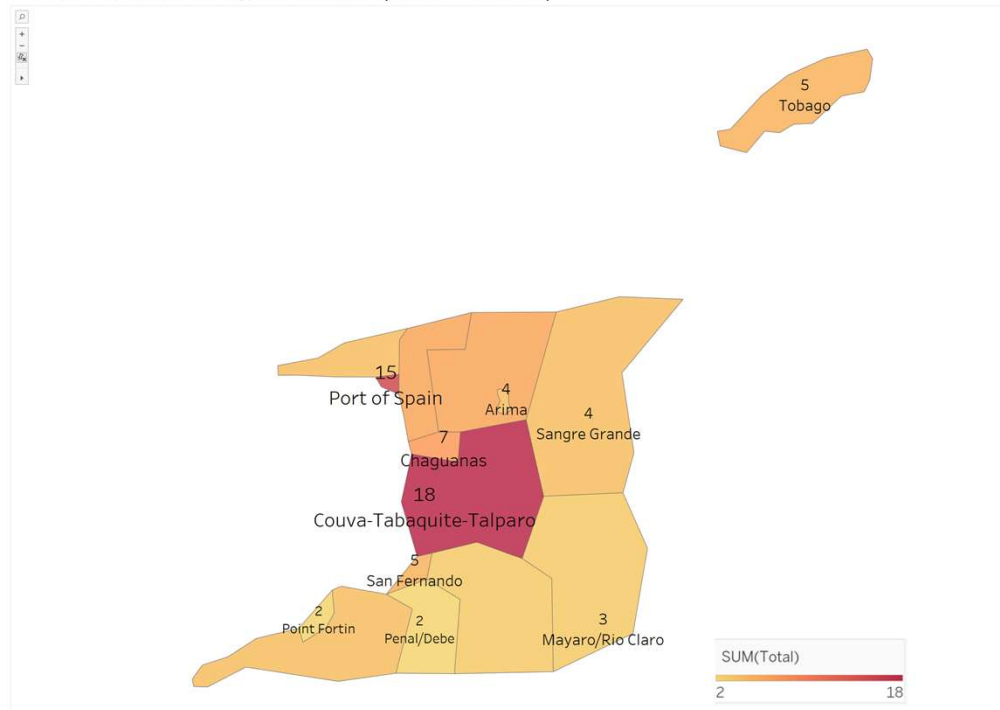 5
Tobago
15
Port of Spain
4
Arima
4
Sangre Grande
7
Chaguanas
18
Couva-Tabaquite-Talparo
5
San Fernando
2
Point Fortin
2
Penal/Debe
3
Mayaro/Rio Claro
SUM(Total)
2 18